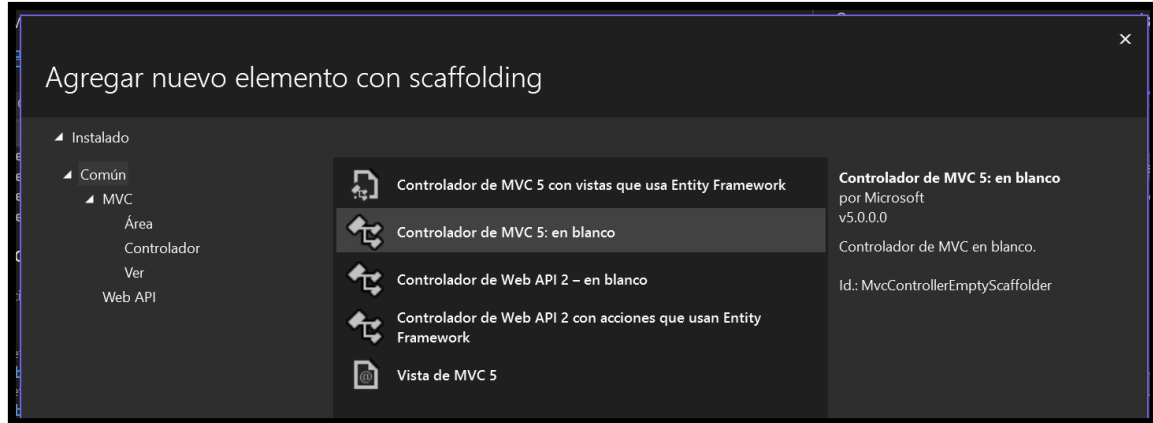 Agregar nuevo elemento con scaffolding
Instalado
Común
MVC
Área
Controlador
Ver
Web API
Controlador de MVC 5 con vistas que usa Entity Framework
Controlador de MVC 5: en blanco
Controlador de Web API 2 – en blanco
Controlador de Web API 2 con acciones que usan Entity
Framework
Vista de MVC 5
Controlador de MVC 5: en blanco
por Microsoft
v5.0.0.0
Controlador de MVC en blanco.
Id.: MvcControllerEmptyScaffolder